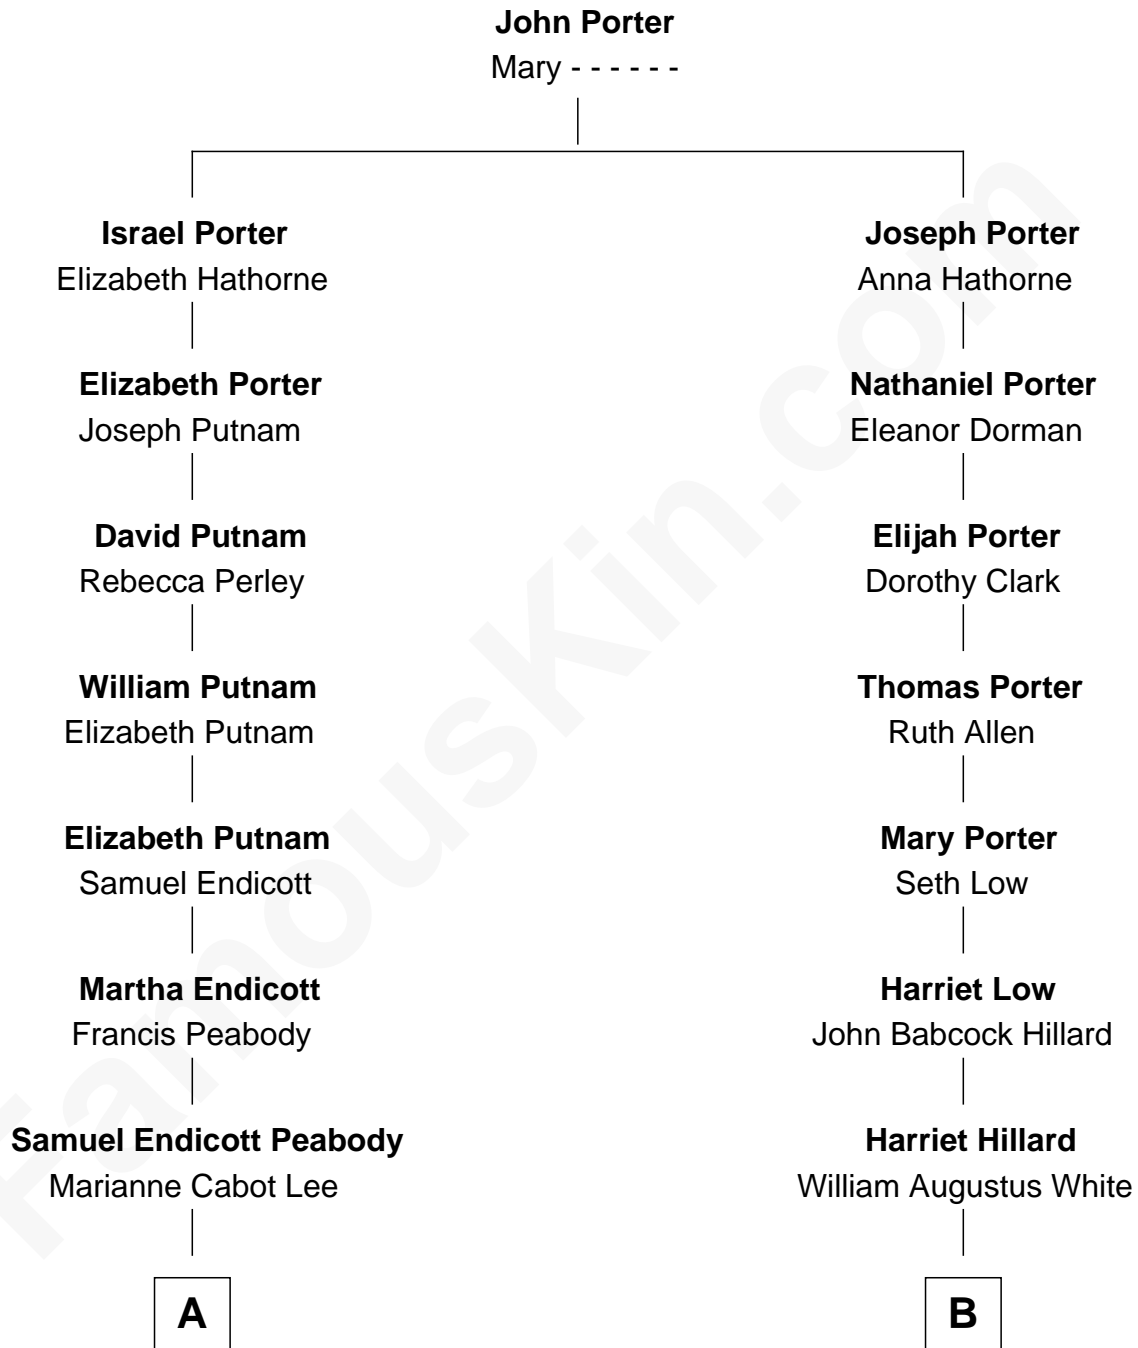 John Porter
Mary - - - - - -
Israel Porter
Elizabeth Hathorne
Joseph Porter
Anna Hathorne
Elizabeth Porter
Joseph Putnam
Nathaniel Porter
Eleanor Dorman
David Putnam
Rebecca Perley
Elijah Porter
Dorothy Clark
William Putnam
Elizabeth Putnam
Thomas Porter
Ruth Allen
Elizabeth Putnam
Samuel Endicott
Mary Porter
Seth Low
Martha Endicott
Francis Peabody
Harriet Low
John Babcock Hillard
Samuel Endicott Peabody
Marianne Cabot Lee
Harriet Hillard
William Augustus White
A
B
FamousKin.com